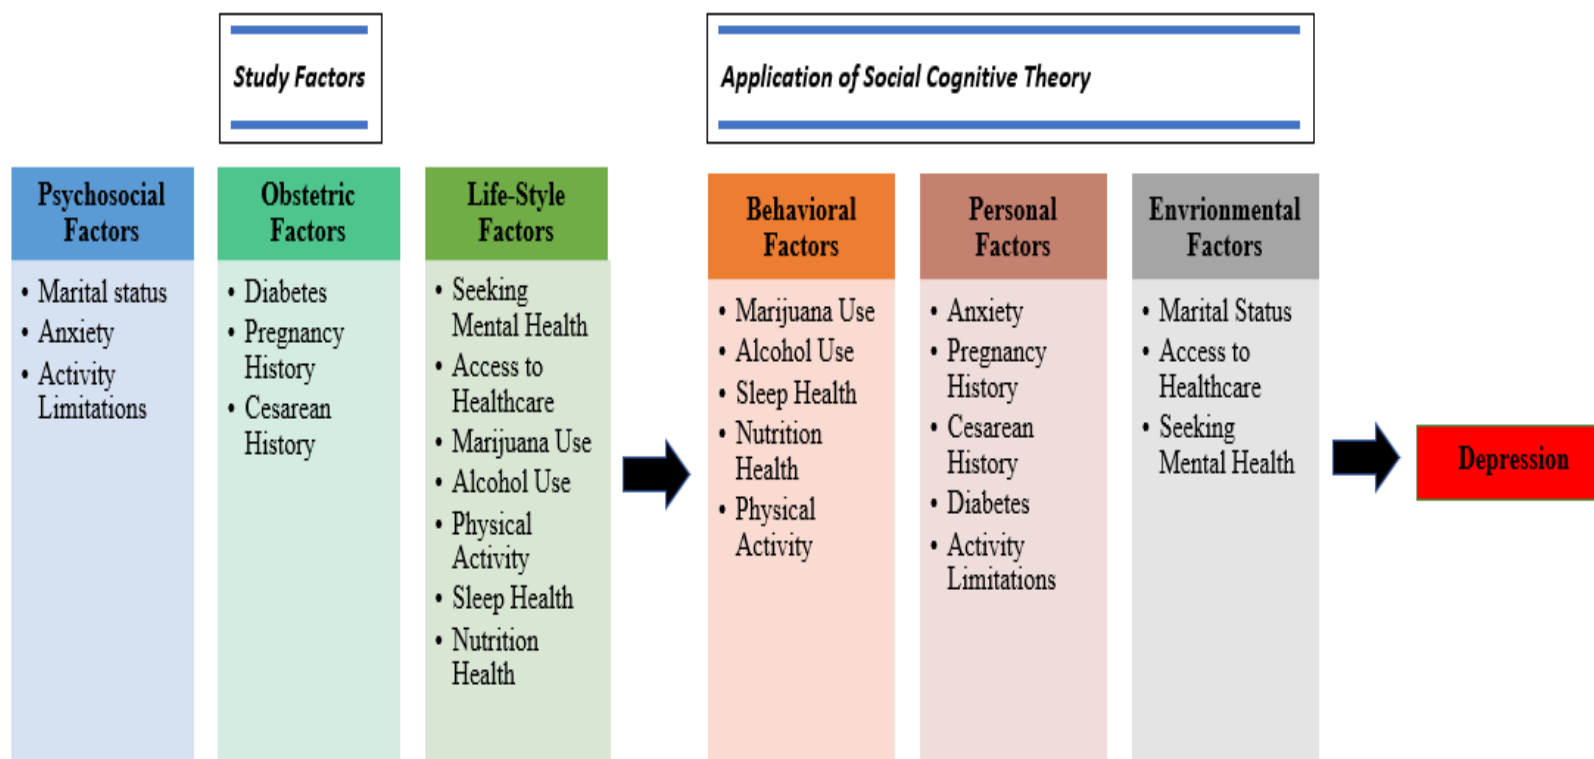 Study Factors
Application of Social Cognitive Theory
Psychosocial
Factors
• Marital status
• Anxiety
• Activity
Limitations
Obstetric
Factors
• Diabetes
• Pregnancy
History
• Cesarean
History
Life-Style
Factors
• Seeking
Mental Health
• Access to
Healthcare
• Marijuana Use
• Alcohol Use
• Physical
Activity
• Sleep Health
• Nutrition
Health
Behavioral
Factors
• Marijuana Use
• Alcohol Use
• Sleep Health
• Nutrition
Health
• Physical
Activity
Personal
Factors
• Anxiety
• Pregnancy
History
• Cesarean
History
• Diabetes
• Activity
Limitations
Envrionmental
Factors
• Marital Status
• Access to
Healthcare
• Seeking
Mental Health
Depression